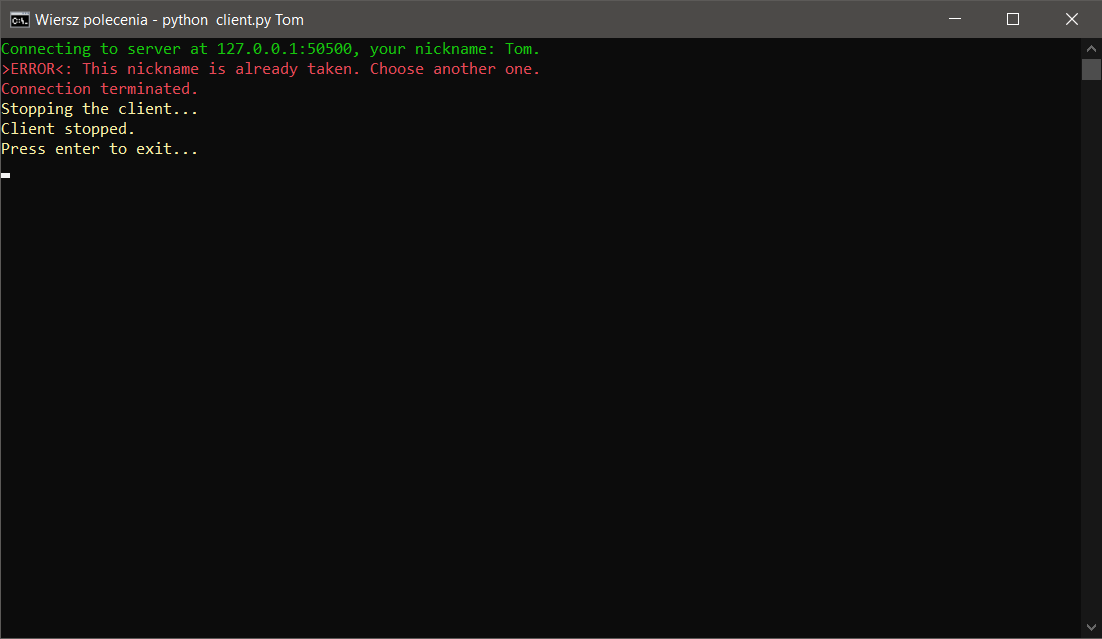 Wiersz polecenia - python  client.py Tom
Connecting to server at 127.0.0.1:50500, your nickname: Tom.
>ERROR<: This nickname is already taken. Choose another one.
Connection terminated.
Stopping the client...
Client stopped.
Press enter to exit...